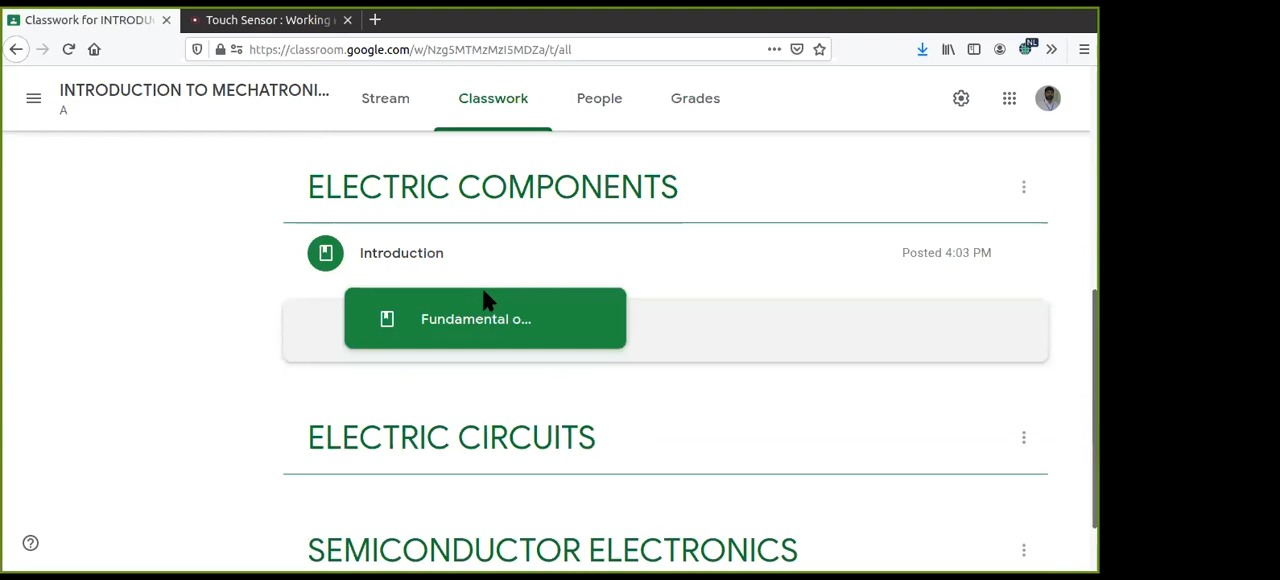 Classwork for INTRODU
Touch Sensor : Working
https://classroom.google.com/w/Nzg5MTMzMzI5MDZa/t/all
NL
INTRODUCTION TO MECHATRONI...
A
Stream
Classwork
People
Grades
ELECTRIC COMPONENTS
Introduction
Posted 4:03 PM
Fundamental o...
ELECTRIC CIRCUITS
SEMICONDUCTOR ELECTRONICS